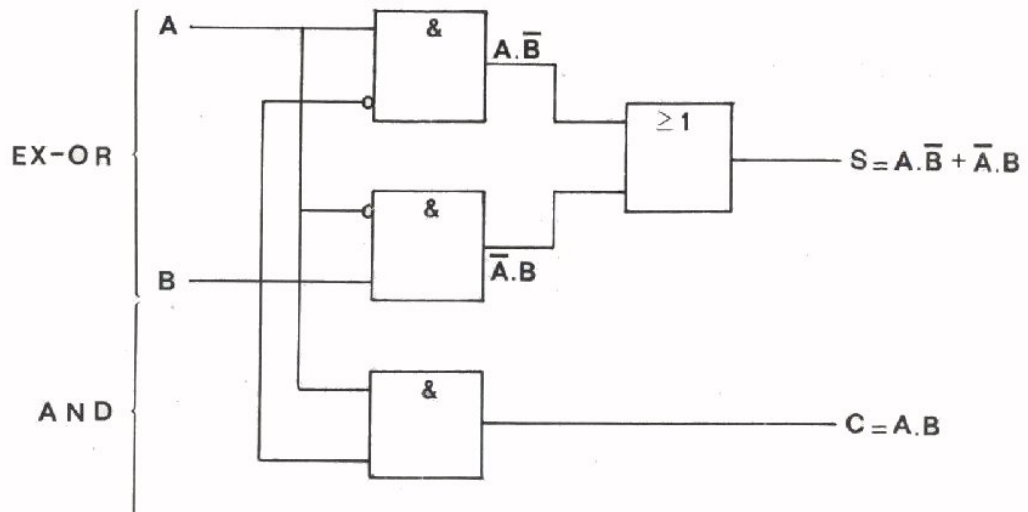 A
&
A.B̅
≥ 1
EX-OR
S = A.B̅ + A̅.B
&
A̅.B
B
&
AND
C = A.B